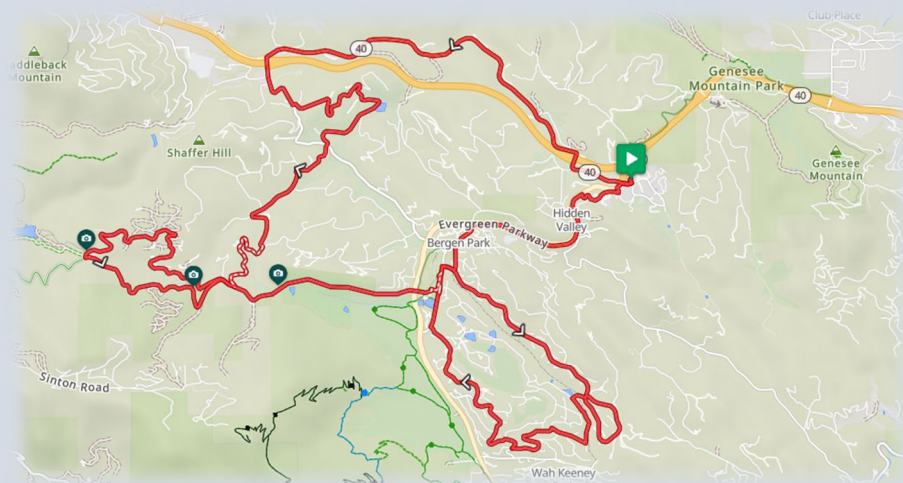 Club Place
40
addleback
Mountain
Genesee
Mountain Park
40
Shaffer Hill
Genesee
Mountain
40
Hidden
Valley
Evergreen Parkway
Bergen Park
Sinton Road
Wah Keeney